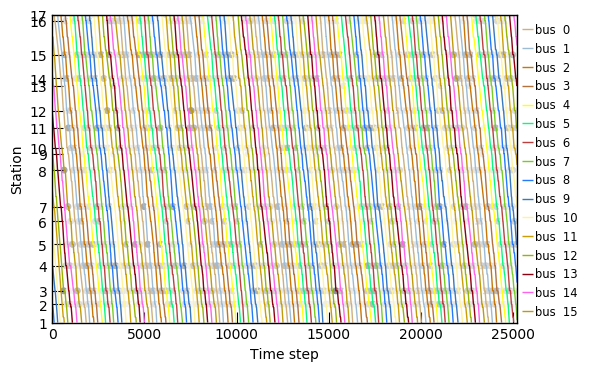 17
16
15
14
13
12
11
10
9
8
7
6
5
4
3
2
1
Station
0
5000
10000
15000
20000
25000
Time step
bus 0
bus 1
bus 2
bus 3
bus 4
bus 5
bus 6
bus 7
bus 8
bus 9
bus 10
bus 11
bus 12
bus 13
bus 14
bus 15